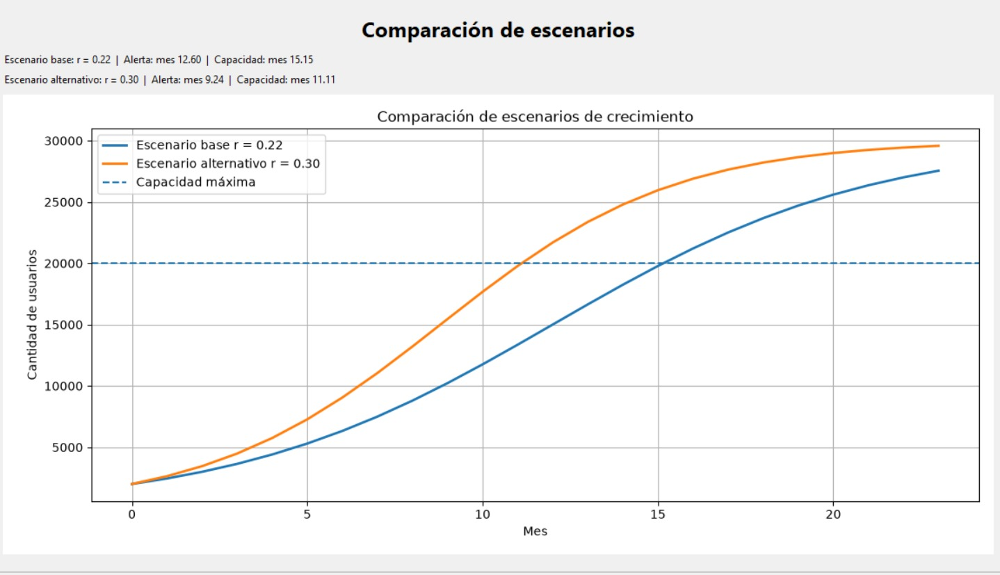 Comparación de escenarios
Escenario base: r = 0.22 | Alerta: mes 12.60 | Capacidad: mes 15.15
Escenario alternativo: r = 0.30 | Alerta: mes 9.24 | Capacidad: mes 11.11
Comparación de escenarios de crecimiento
Escenario base r = 0.22
Escenario alternativo r = 0.30
Capacidad máxima
30000
25000
20000
15000
10000
5000
Cantidad de usuarios
0
5
10
15
20
Mes